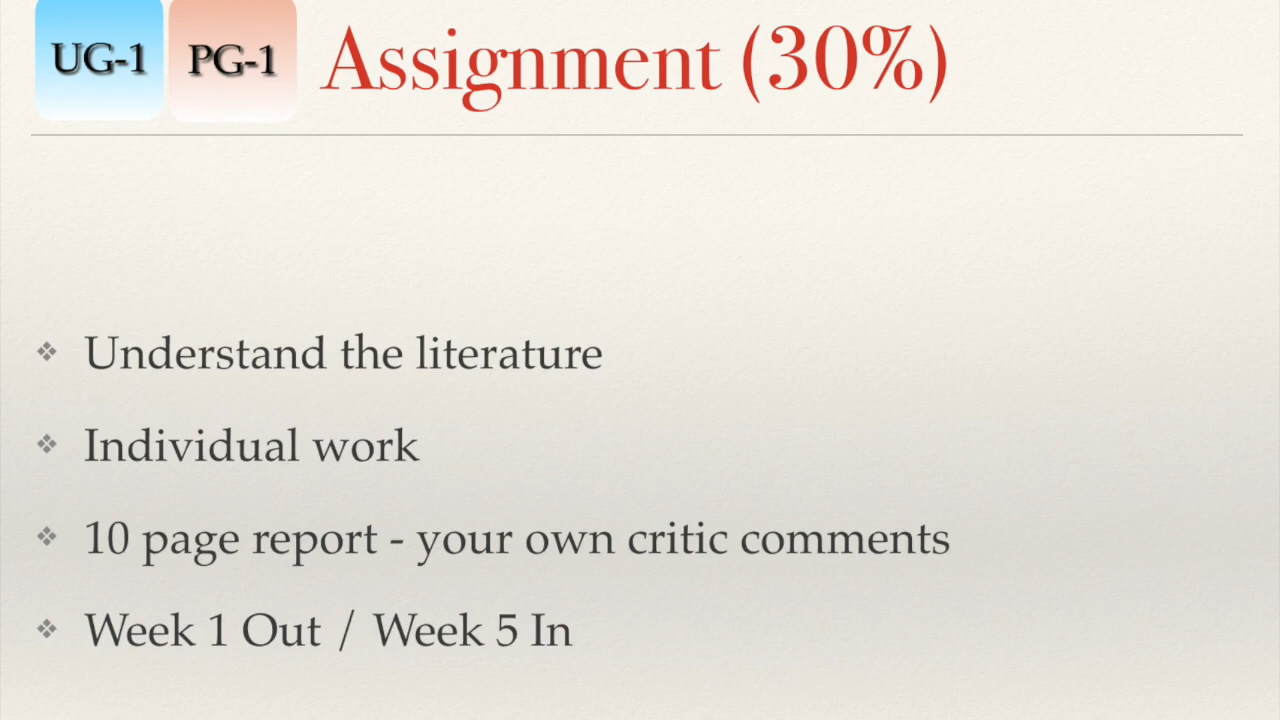 UG-1 PG-1 Assignment (30%)
❖ Understand the literature
❖ Individual work
❖ 10 page report - your own critic comments
❖ Week 1 Out / Week 5 In